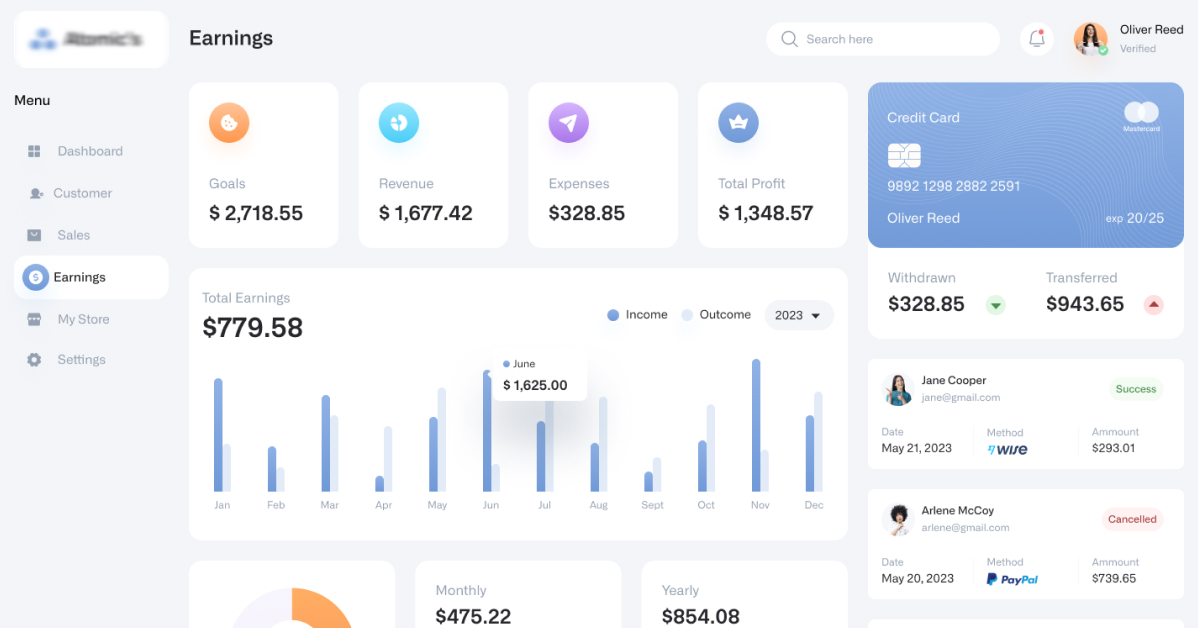 Earnings
Search here
Oliver Reed
Verified
Menu
Dashboard
Customer
Sales
Earnings
My Store
Settings
Goals
$ 2,718.55
Revenue
$ 1,677.42
Expenses
$328.85
Total Profit
$ 1,348.57
Credit Card
Mastercard
9892 1298 2882 2591
Oliver Reed
exp 20/25
Withdrawn
$328.85
Transferred
$943.65
Total Earnings
$779.58
Income
Outcome
2023
June
$ 1,625.00
Jan Feb Mar Apr May Jun Jul Aug Sept Oct Nov Dec
Jane Cooper
jane@gmail.com
Success
Date
May 21, 2023
Method
WISE
Ammount
$293.01
Arlene McCoy
arlene@gmail.com
Cancelled
Date
May 20, 2023
Method
PayPal
Ammount
$739.65
Monthly
$475.22
Yearly
$854.08